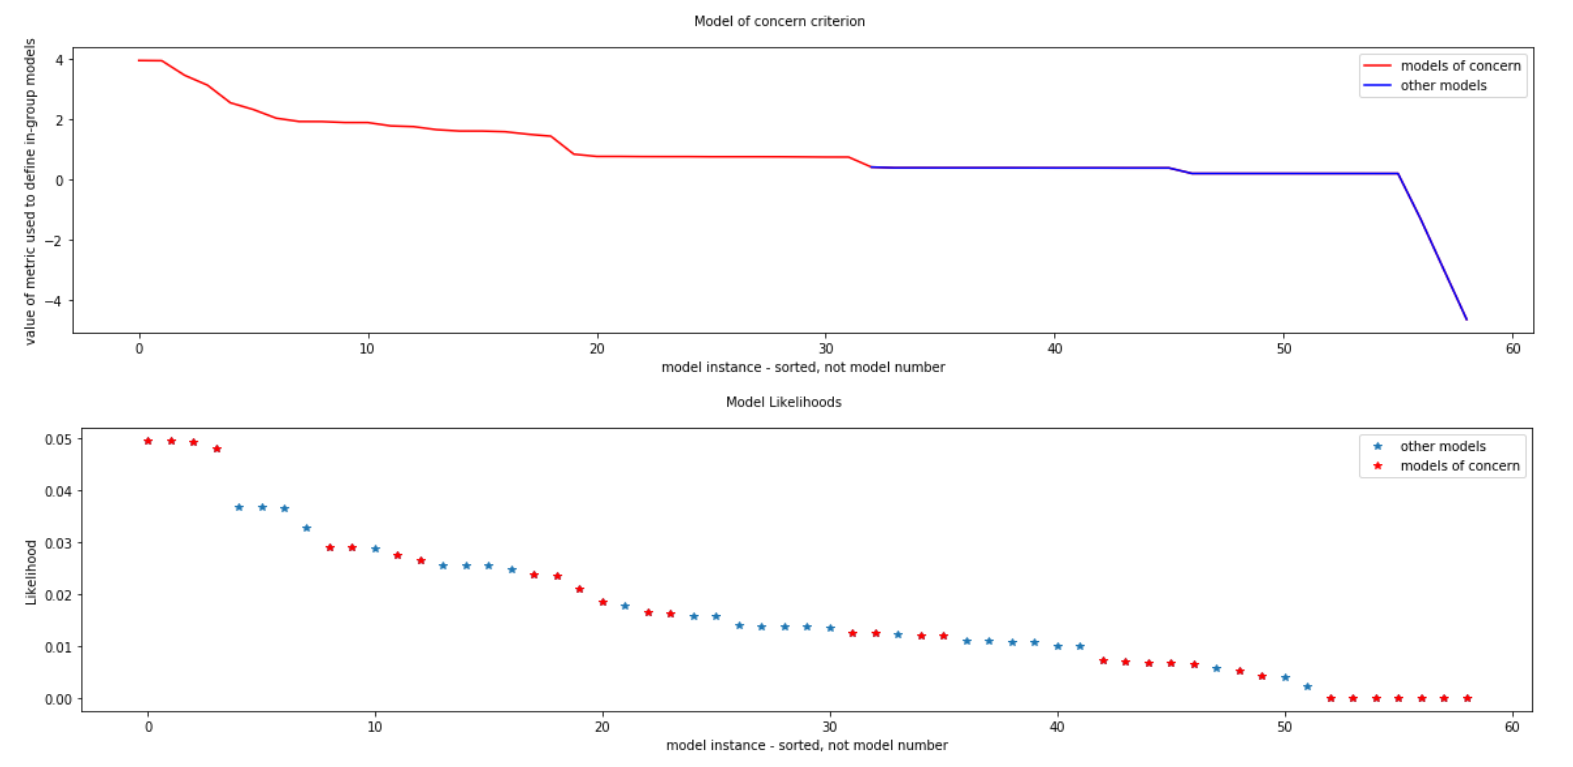 Model of concern criterion
value of metric used to define in-group models
4
2
0
−2
−4
models of concern
other models
0 10 20 30 40 50 60
model instance - sorted, not model number
Model Likelihoods
Likelihood
0.05
0.04
0.03
0.02
0.01
0.00
other models
models of concern
0 10 20 30 40 50 60
model instance - sorted, not model number